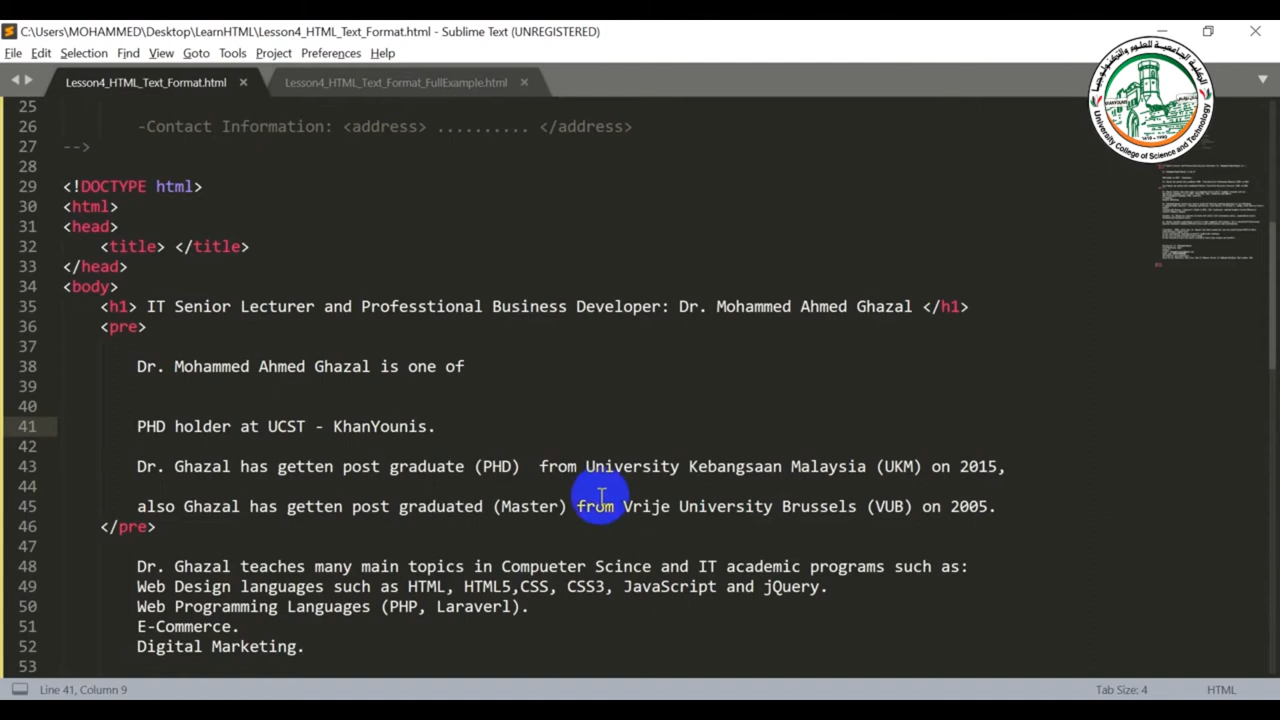 C:\Users\MOHAMMED\Desktop\LearnHTML\Lesson4_HTML_Text_Format.html - Sublime Text (UNREGISTERED)
File Edit Selection Find View Goto Tools Project Preferences Help
Lesson4_HTML_Text_Format.html Lesson4_HTML_Text_Format_FullExample.html
الكلية الجامعية للعلوم والتكنولوجيا
KHANYOUNIS
University College of Science and Technology
25
26 -Contact Information: <address> .......... </address>
27 -->
28
29 <!DOCTYPE html>
30 <html>
31 <head>
32 <title> </title>
33 </head>
34 <body>
35 <h1> IT Senior Lecturer and Professtional Business Developer: Dr. Mohammed Ahmed Ghazal </h1>
36 <pre>
37
38 Dr. Mohammed Ahmed Ghazal is one of
39
40
41 PHD holder at UCST - KhanYounis.
42
43 Dr. Ghazal has getten post graduate (PHD)  from University Kebangsaan Malaysia (UKM) on 2015,
44
45 also Ghazal has getten post graduated (Master) from Vrije University Brussels (VUB) on 2005.
46 </pre>
47
48 Dr. Ghazal teaches many main topics in Compueter Scince and IT academic programs such as:
49 Web Design languages such as HTML, HTML5,CSS, CSS3, JavaScript and jQuery.
50 Web Programming Languages (PHP, Laraverl).
51 E-Commerce.
52 Digital Marketing.
53
Line 41, Column 9 Tab Size: 4 HTML